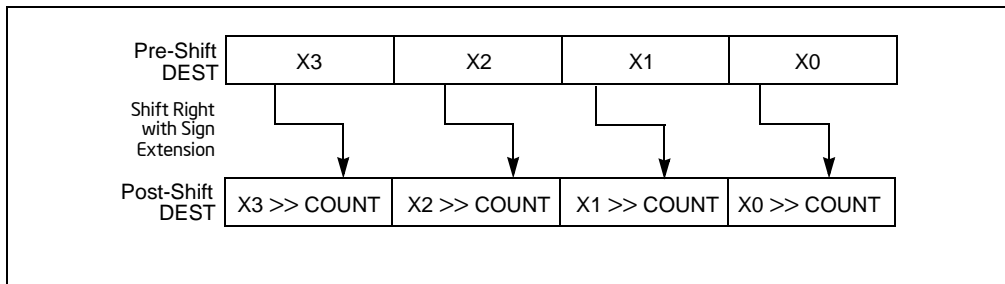 Pre-Shift
DEST
X3
X2
X1
X0
Shift Right
with Sign
Extension
Post-Shift
DEST
X3 >> COUNT
X2 >> COUNT
X1 >> COUNT
X0 >> COUNT